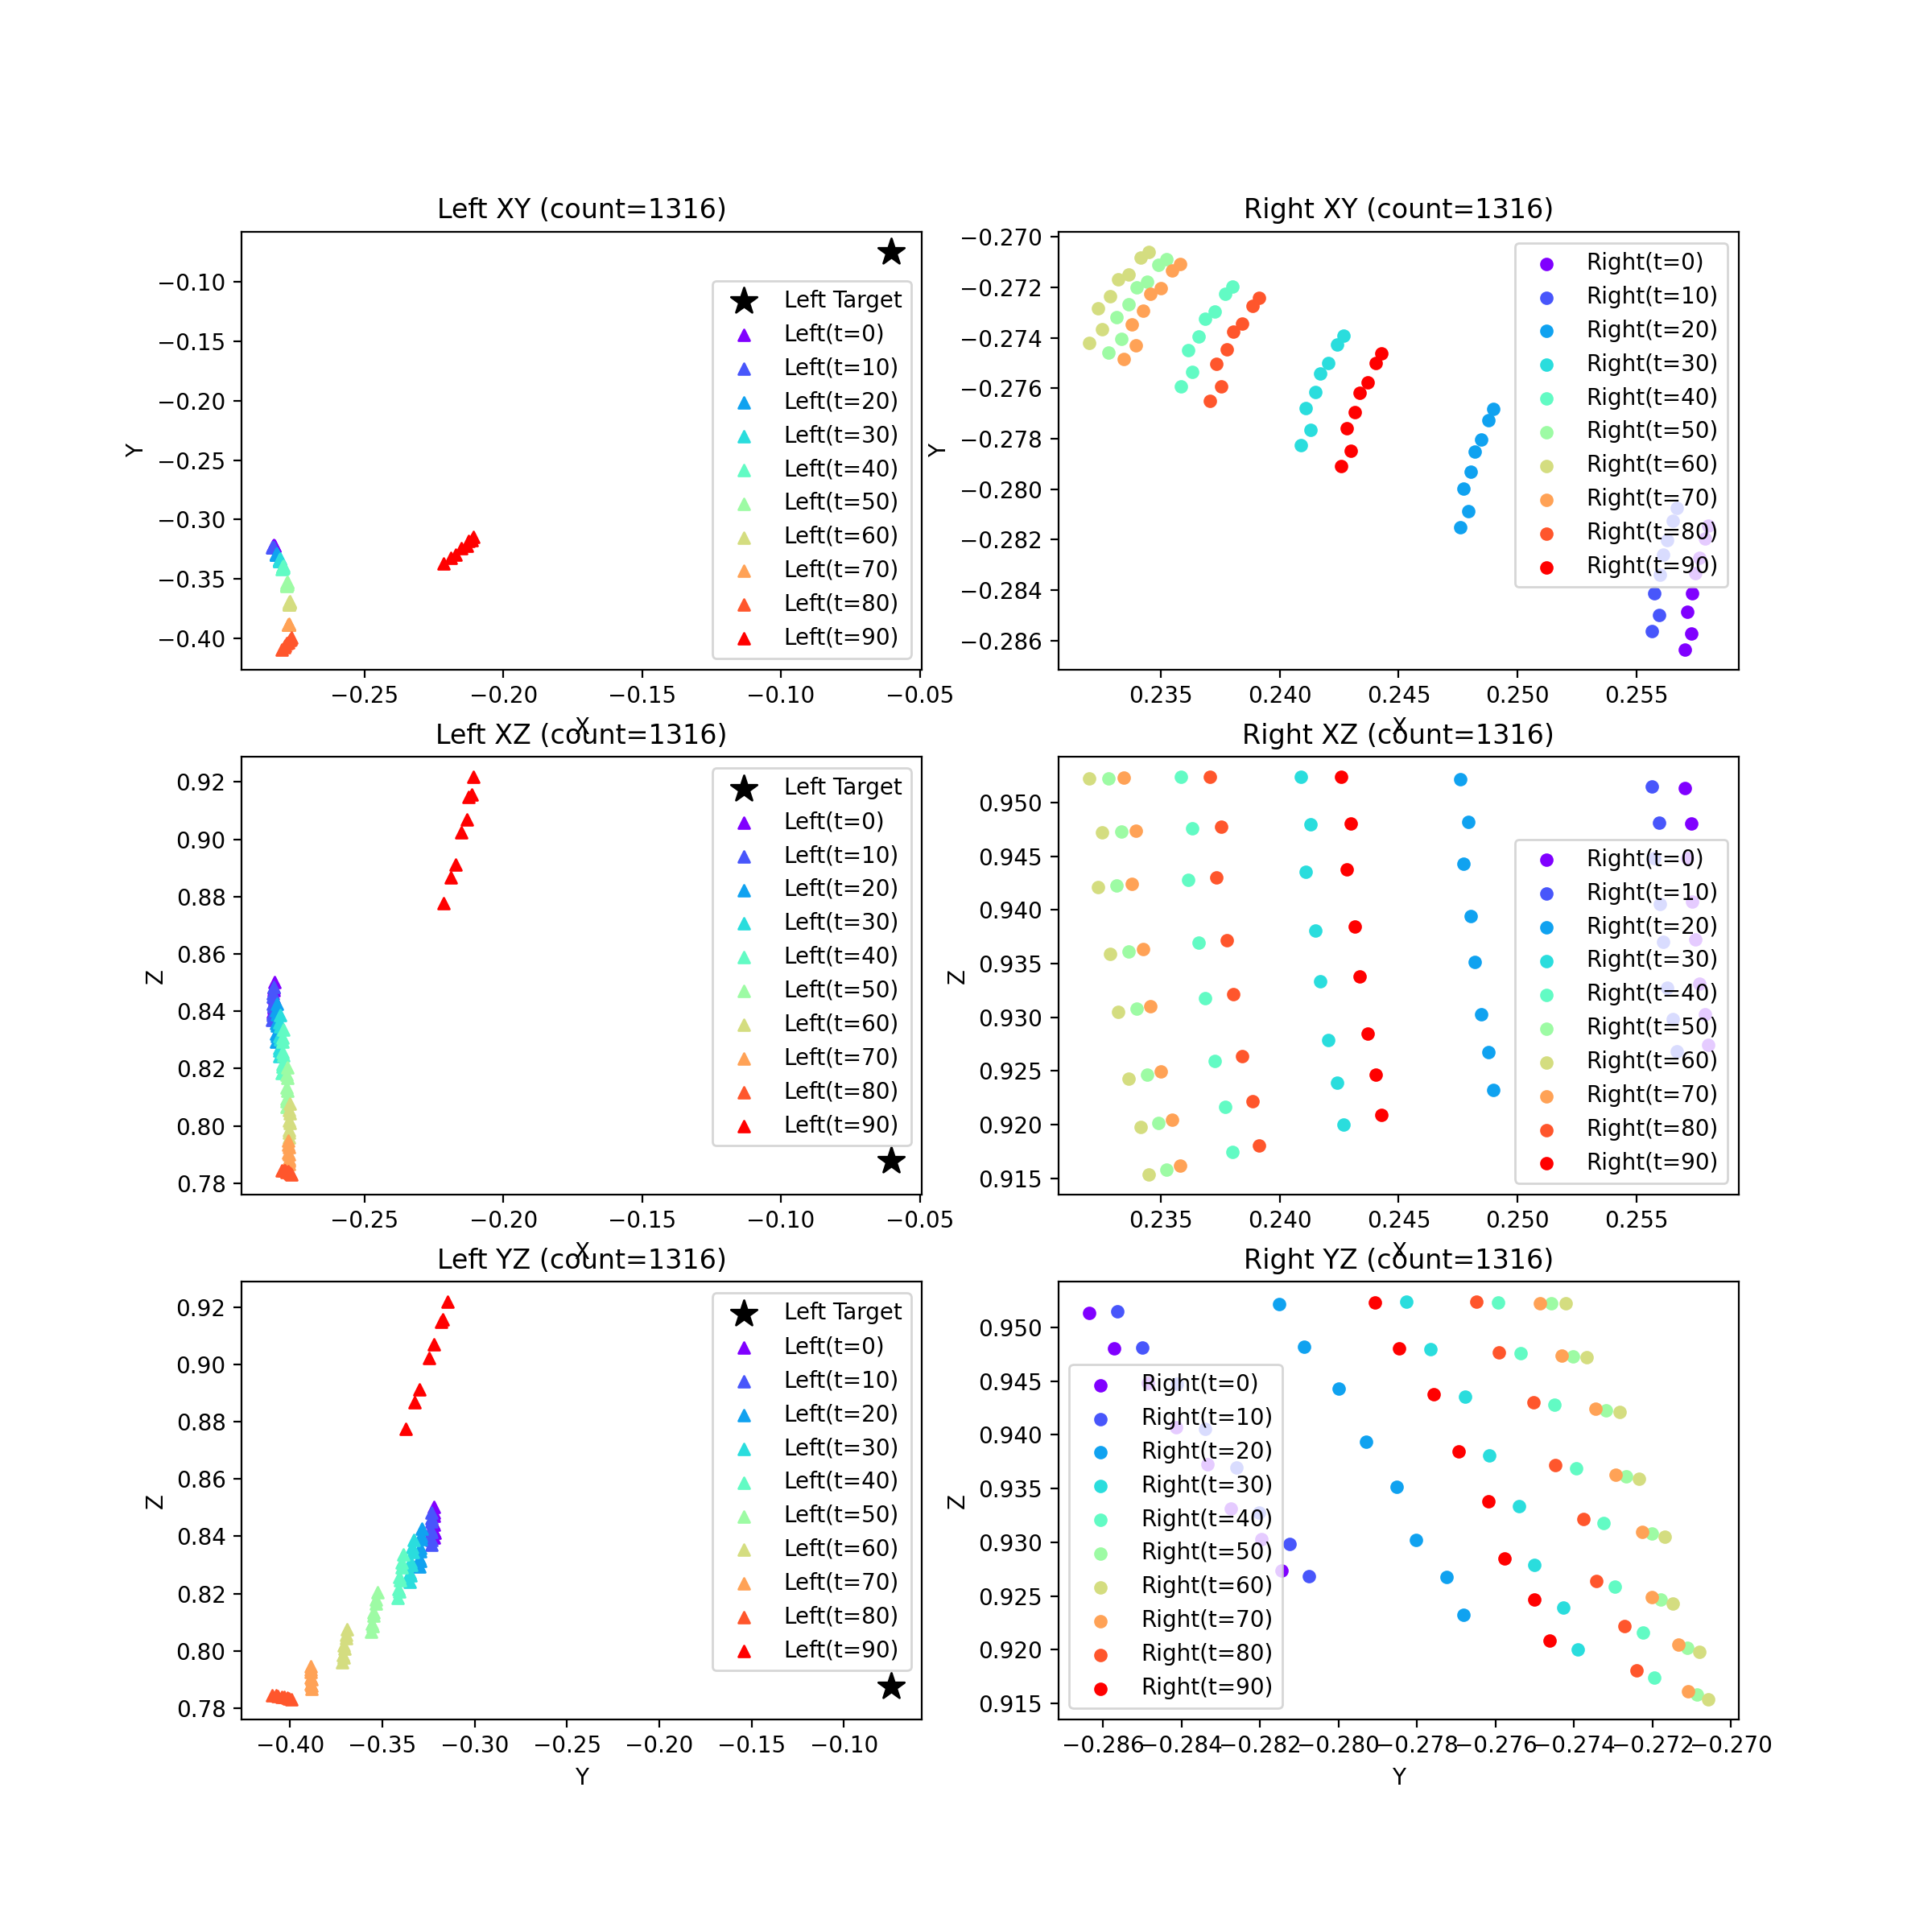 Left XY (count=1316)
−0.10
−0.15
−0.20
−0.25
−0.30
−0.35
−0.40
Y
Left Target
Left(t=0)
Left(t=10)
Left(t=20)
Left(t=30)
Left(t=40)
Left(t=50)
Left(t=60)
Left(t=70)
Left(t=80)
Left(t=90)
−0.25 −0.20 −0.15 −0.10 −0.05
X
Right XY (count=1316)
−0.270
−0.272
−0.274
−0.276
−0.278
−0.280
−0.282
−0.284
−0.286
Y
Right(t=0)
Right(t=10)
Right(t=20)
Right(t=30)
Right(t=40)
Right(t=50)
Right(t=60)
Right(t=70)
Right(t=80)
Right(t=90)
0.235 0.240 0.245 0.250 0.255
X
Left XZ (count=1316)
0.92
0.90
0.88
0.86
0.84
0.82
0.80
0.78
Z
Left Target
Left(t=0)
Left(t=10)
Left(t=20)
Left(t=30)
Left(t=40)
Left(t=50)
Left(t=60)
Left(t=70)
Left(t=80)
Left(t=90)
−0.25 −0.20 −0.15 −0.10 −0.05
X
Right XZ (count=1316)
0.950
0.945
0.940
0.935
0.930
0.925
0.920
0.915
Z
Right(t=0)
Right(t=10)
Right(t=20)
Right(t=30)
Right(t=40)
Right(t=50)
Right(t=60)
Right(t=70)
Right(t=80)
Right(t=90)
0.235 0.240 0.245 0.250 0.255
X
Left YZ (count=1316)
0.92
0.90
0.88
0.86
0.84
0.82
0.80
0.78
Z
Left Target
Left(t=0)
Left(t=10)
Left(t=20)
Left(t=30)
Left(t=40)
Left(t=50)
Left(t=60)
Left(t=70)
Left(t=80)
Left(t=90)
−0.40 −0.35 −0.30 −0.25 −0.20 −0.15 −0.10
Y
Right YZ (count=1316)
0.950
0.945
0.940
0.935
0.930
0.925
0.920
0.915
Z
Right(t=0)
Right(t=10)
Right(t=20)
Right(t=30)
Right(t=40)
Right(t=50)
Right(t=60)
Right(t=70)
Right(t=80)
Right(t=90)
−0.286 −0.284 −0.282 −0.280 −0.278 −0.276 −0.274 −0.272 −0.270
Y